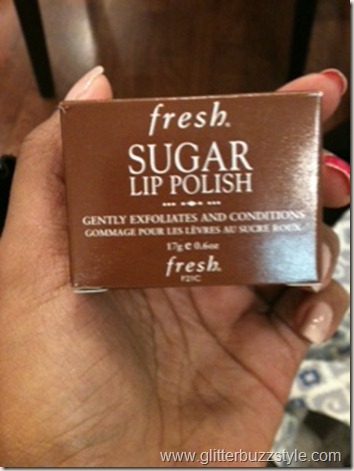 fresh.
SUGAR
LIP POLISH
GENTLY EXFOLIATES AND CONDITIONS
GOMMAGE POUR LES LÈVRES AU SUCRE ROUX
17g e 0.6oz
fresh.
F21C
www.glitterbuzzstyle.com